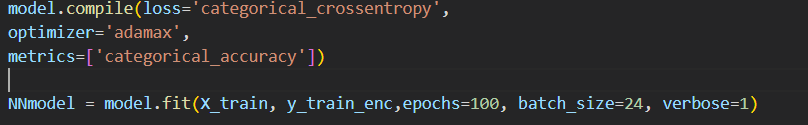 model.compile(loss='categorical_crossentropy',
optimizer='adamax',
metrics=['categorical_accuracy'])
NNmodel = model.fit(X_train, y_train_enc,epochs=100, batch_size=24, verbose=1)